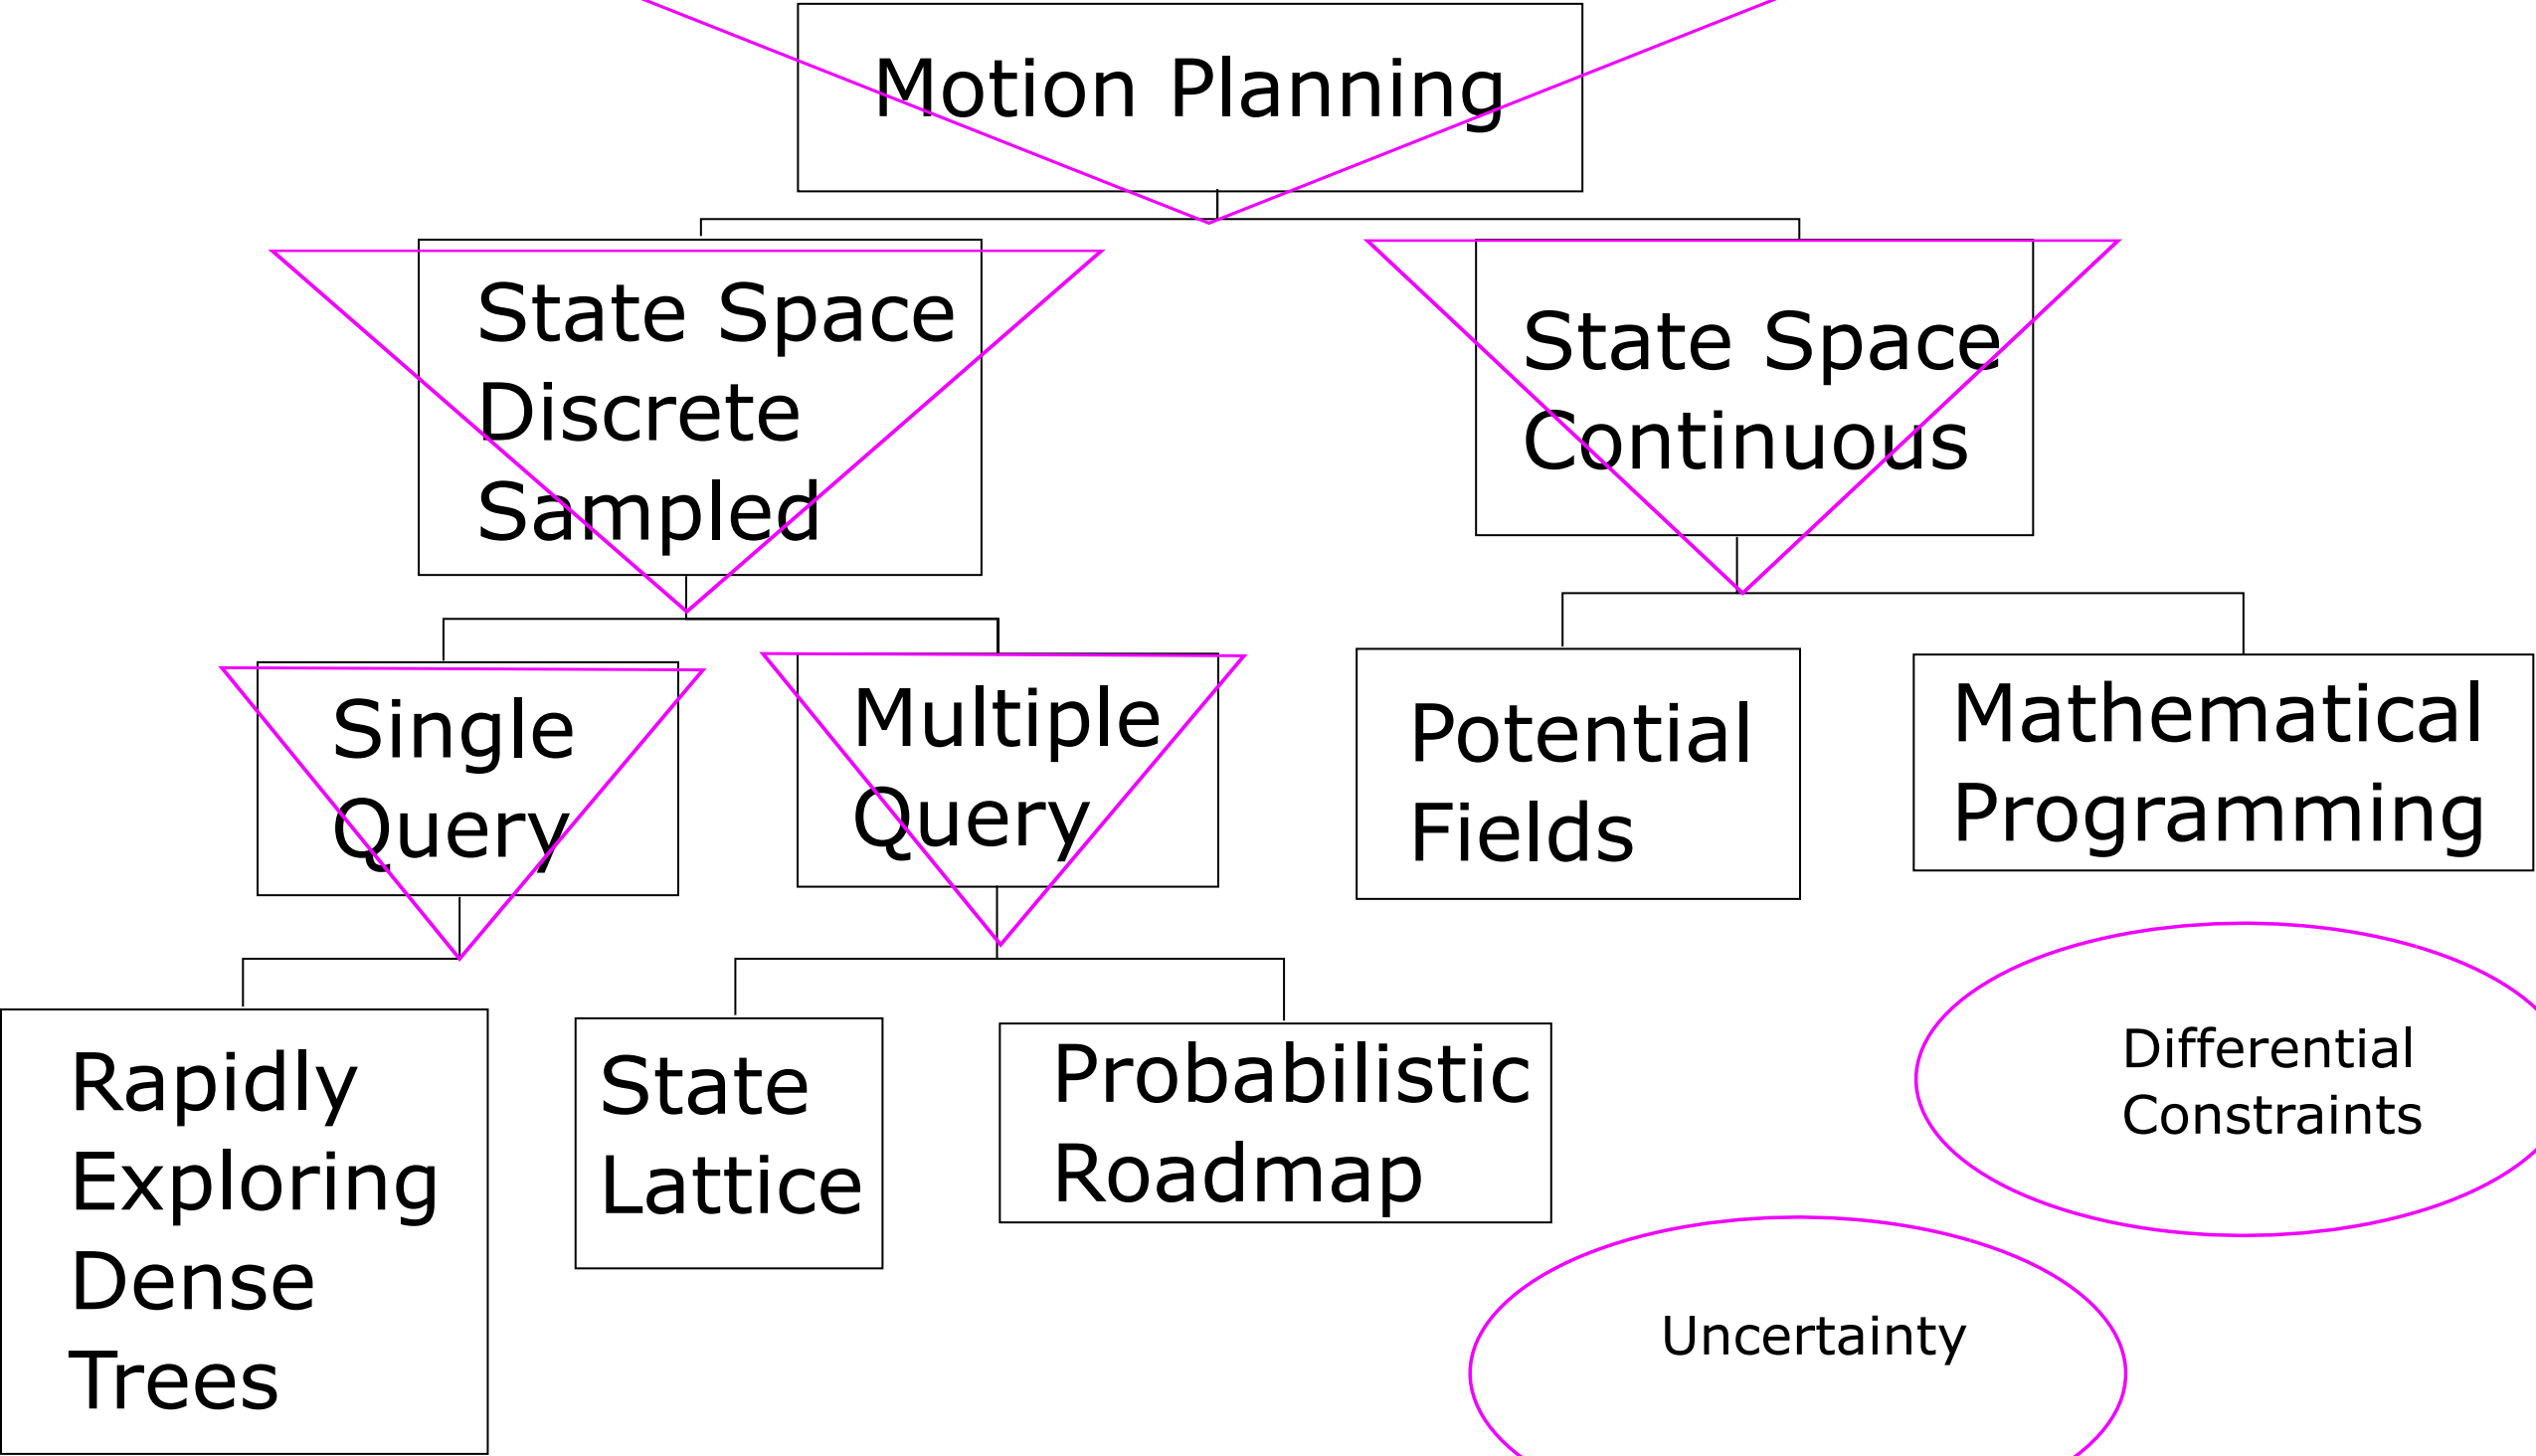 Motion Planning
State Space
Discrete
Sampled
State Space
Continuous
Single
Query
Multiple
Query
Potential
Fields
Mathematical
Programming
Rapidly
Exploring
Dense
Trees
State
Lattice
Probabilistic
Roadmap
Differential
Constraints
Uncertainty